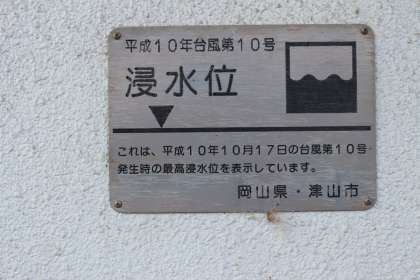 平成10年台風第10号
浸水位
これは、平成10年10月17日の台風第10号
発生時の最高浸水位を表示しています。
岡山県・津山市